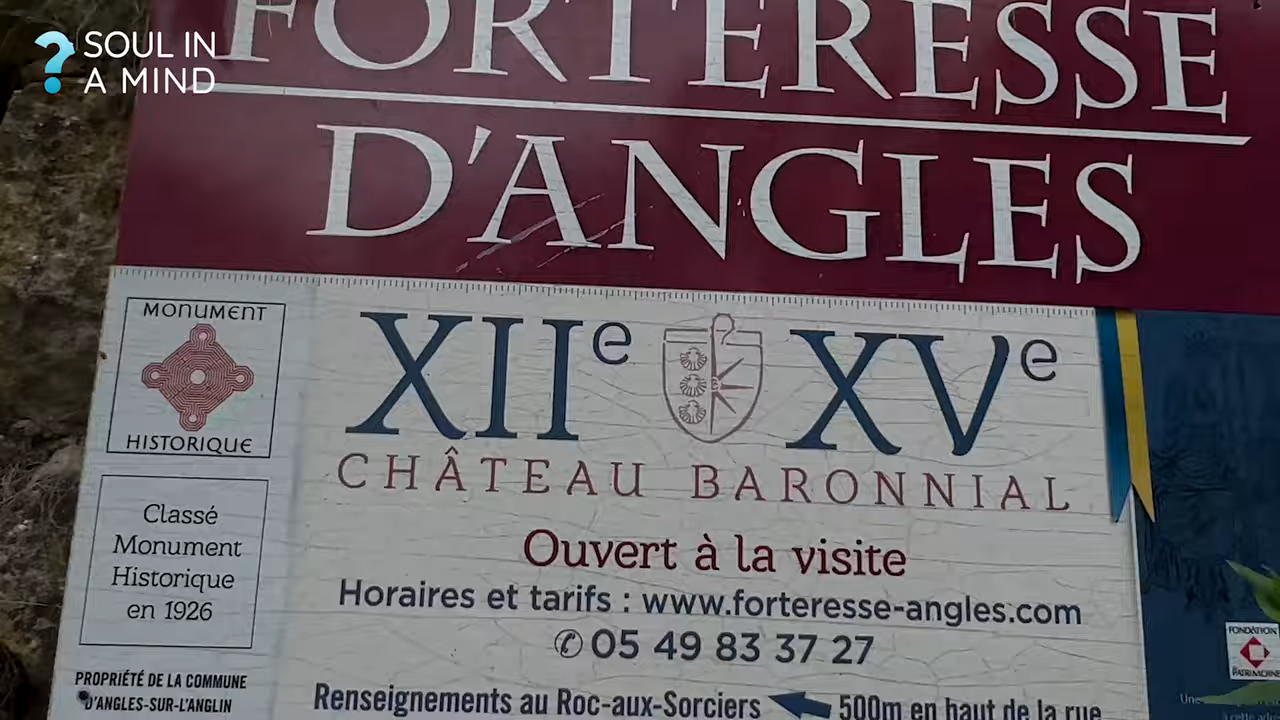 SOUL IN
A MIND
FORTERESSE
D'ANGLES
MONUMENT
HISTORIQUE
XIIe XVe
CHÂTEAU BARONNIAL
Classé
Monument
Historique
en 1926
Ouvert à la visite
Horaires et tarifs : www.forteresse-angles.com
✆ 05 49 83 37 27
PROPRIÉTÉ DE LA COMMUNE
D'ANGLES-SUR-L'ANGLIN
Renseignements au Roc-aux-Sorciers
500m en haut de la rue
FONDATION
PATRIMOINE
Une